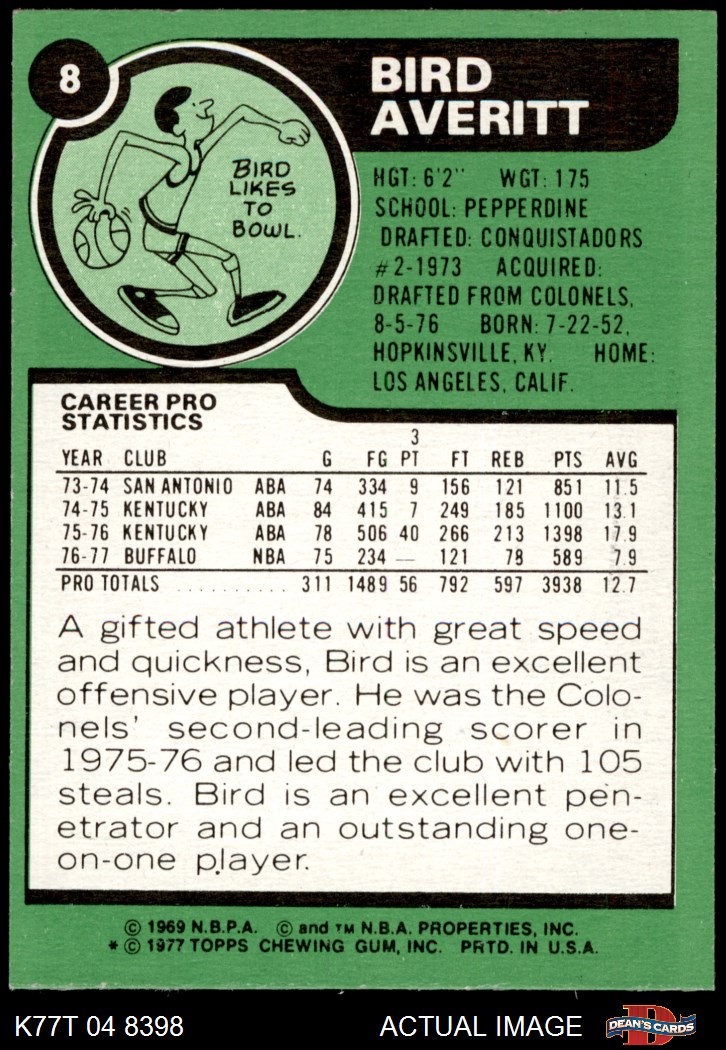 8
BIRD
AVERITT
BIRD
LIKES
TO
BOWL.
HGT: 6'2" WGT: 175
SCHOOL: PEPPERDINE
DRAFTED: CONQUISTADORS
#2-1973 ACQUIRED:
DRAFTED FROM COLONELS,
8-5-76 BORN: 7-22-52,
HOPKINSVILLE, KY. HOME:
LOS ANGELES, CALIF.
CAREER PRO
STATISTICS
3
YEAR CLUB G FG PT FT REB PTS AVG
73-74 SAN ANTONIO ABA 74 334 9 156 121 851 11.5
74-75 KENTUCKY ABA 84 415 7 249 185 1100 13.1
75-76 KENTUCKY ABA 78 506 40 266 213 1398 17.9
76-77 BUFFALO NBA 75 234 — 121 78 589 7.9
PRO TOTALS .......... 311 1489 56 792 597 3938 12.7
A gifted athlete with great speed
and quickness, Bird is an excellent
offensive player. He was the Colo-
nels' second-leading scorer in
1975-76 and led the club with 105
steals. Bird is an excellent pen-
etrator and an outstanding one-
on-one player.
© 1969 N.B.P.A. © and TM N.B.A. PROPERTIES, INC.
* © 1977 TOPPS CHEWING GUM, INC. PRTD. IN U.S.A.
K77T 04 8398 ACTUAL IMAGE D DEAN'S CARDS